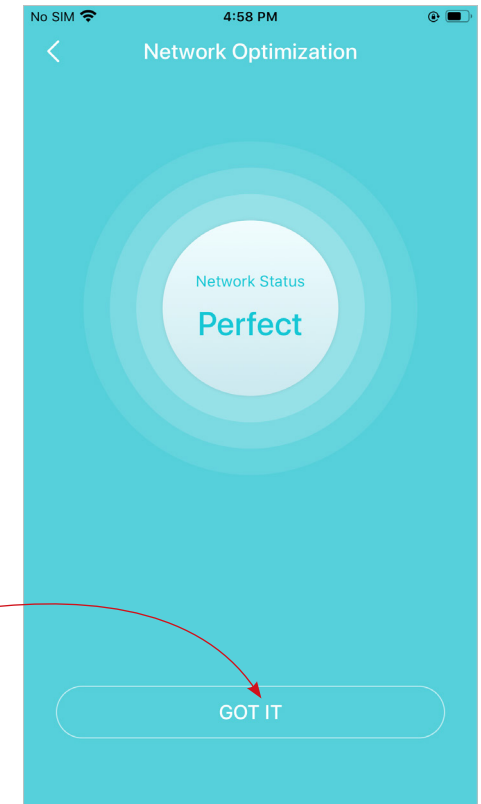 No SIM 4:58 PM
Network Optimization
Network Status
Perfect
GOT IT